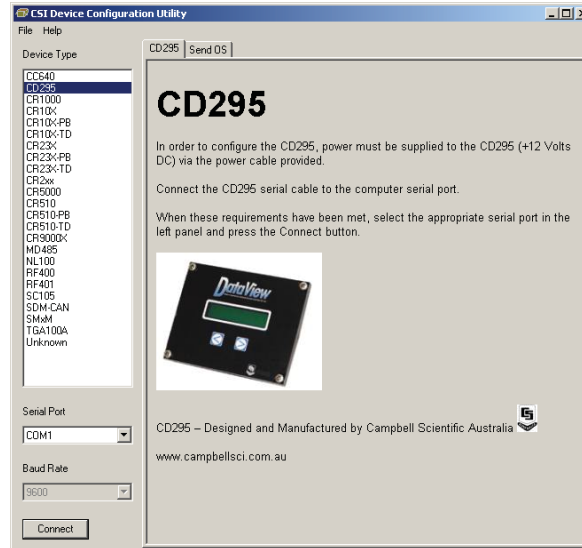 CSI Device Configuration Utility
File Help
Device Type
CC640
CD295
CR1000
CR10X
CR10X-PB
CR10X-TD
CR23X
CR23X-PB
CR23X-TD
CR2xx
CR5000
CR510
CR510-PB
CR510-TD
CR9000X
MD485
NL100
RF400
RF401
SC105
SDM-CAN
SMxM
TGA100A
Unknown
Serial Port
COM1
Baud Rate
9600
Connect
CD295 Send OS
CD295
In order to configure the CD295, power must be supplied to the CD295 (+12 Volts
DC) via the power cable provided.
Connect the CD295 serial cable to the computer serial port.
When these requirements have been met, select the appropriate serial port in the
left panel and press the Connect button.
DataView
CD295 – Designed and Manufactured by Campbell Scientific Australia
www.campbellsci.com.au